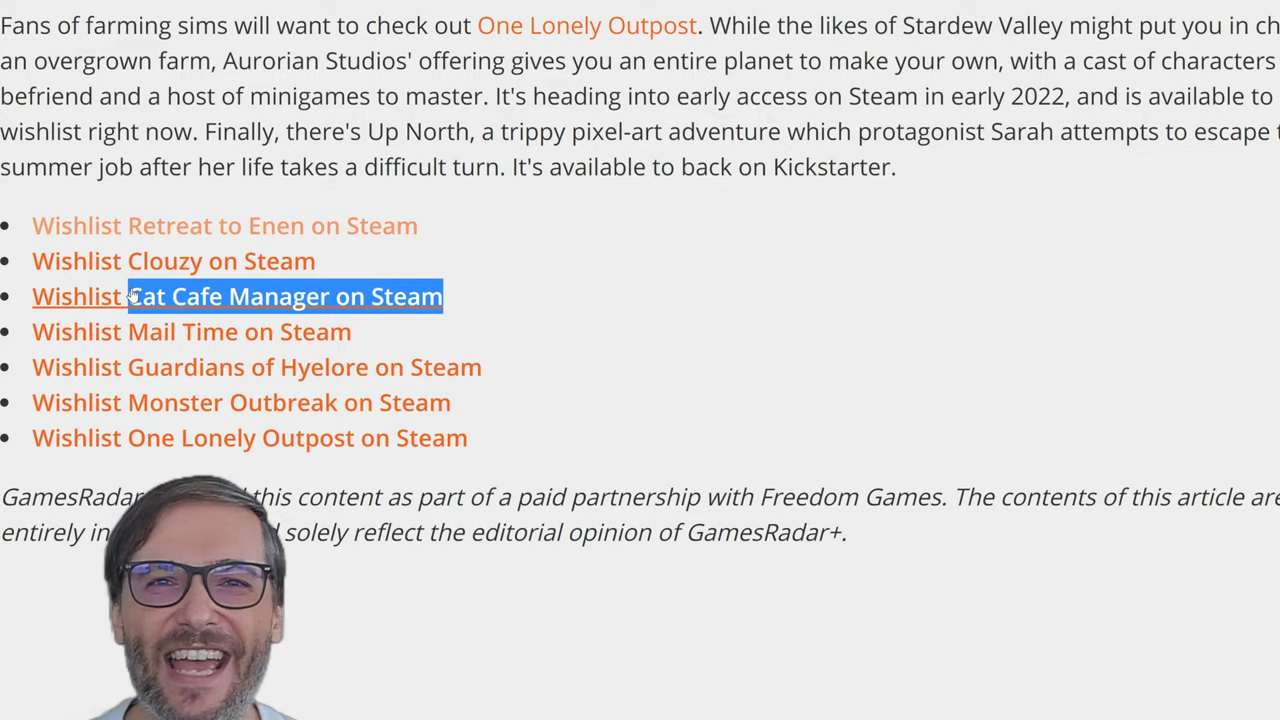 Fans of farming sims will want to check out One Lonely Outpost. While the likes of Stardew Valley might put you in
an overgrown farm, Aurorian Studios' offering gives you an entire planet to make your own, with a cast of characters
befriend and a host of minigames to master. It's heading into early access on Steam in early 2022, and is available to
wishlist right now. Finally, there's Up North, a trippy pixel-art adventure which protagonist Sarah attempts to escape
summer job after her life takes a difficult turn. It's available to back on Kickstarter.
• Wishlist Retreat to Enen on Steam
• Wishlist Clouzy on Steam
• Wishlist Cat Cafe Manager on Steam
• Wishlist Mail Time on Steam
• Wishlist Guardians of Hyelore on Steam
• Wishlist Monster Outbreak on Steam
• Wishlist One Lonely Outpost on Steam
GamesRadar this content as part of a paid partnership with Freedom Games. The contents of this article are
entirely solely reflect the editorial opinion of GamesRadar+.